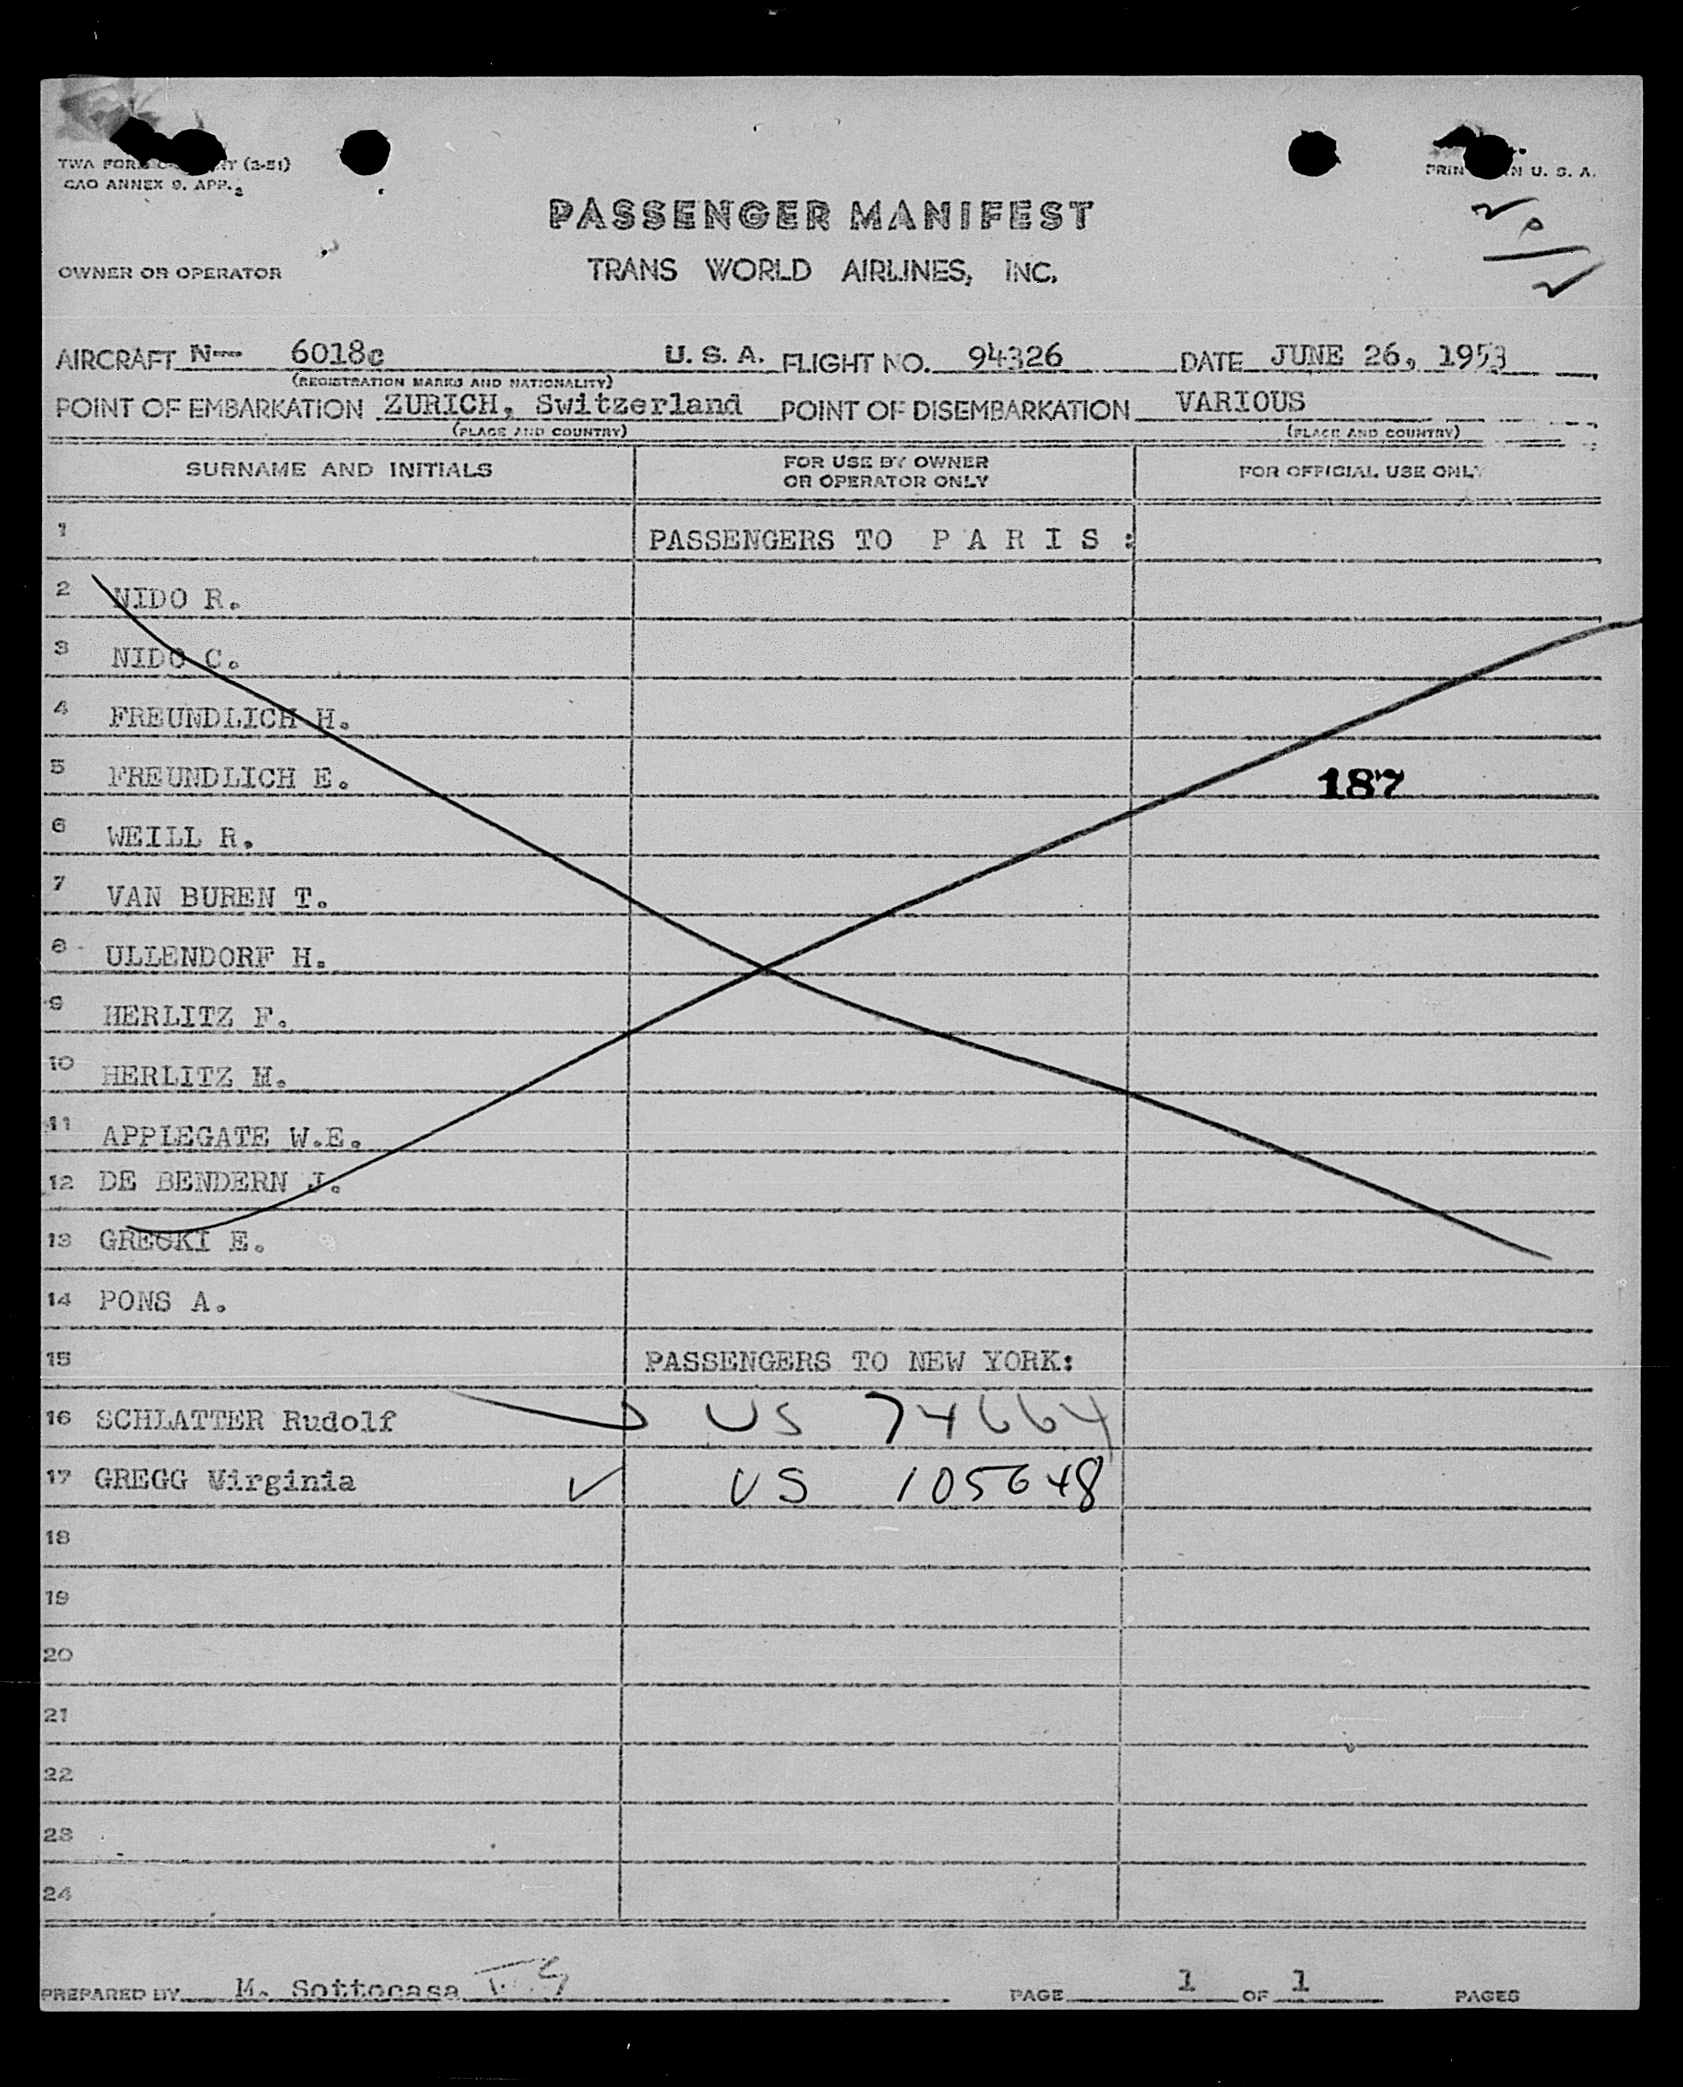 TWA FORM (2-51)
CAO ANNEX 9. APP. 2
PRINTED IN U. S. A.
PASSENGER MANIFEST
OWNER OR OPERATOR TRANS WORLD AIRLINES, INC.
AIRCRAFT N-- 6018c U. S. A. FLIGHT NO. 94326 DATE JUNE 26, 1953
(REGISTRATION MARKS AND NATIONALITY)
POINT OF EMBARKATION ZURICH, Switzerland POINT OF DISEMBARKATION VARIOUS
(PLACE AND COUNTRY) (PLACE AND COUNTRY)
SURNAME AND INITIALS FOR USE BY OWNER OR OPERATOR ONLY FOR OFFICIAL USE ONLY
1 PASSENGERS TO P A R I S :
2 NIDO R.
3 NIDO C.
4 FREUNDLICH H.
5 FREUNDLICH E. 187
6 WEILL R.
7 VAN BUREN T.
8 ULLENDORF H.
9 HERLITZ F.
10 HERLITZ M.
11 APPLEGATE W.E.
12 DE BENDERN J.
13 GRECKI E.
14 PONS A.
15 PASSENGERS TO NEW YORK:
16 SCHLATTER Rudolf US 74664
17 GREGG Virginia ✓ US 105648
18
19
20
21
22
23
24
PREPARED BY M. Sottocasa PAGE 1 OF 1 PAGES